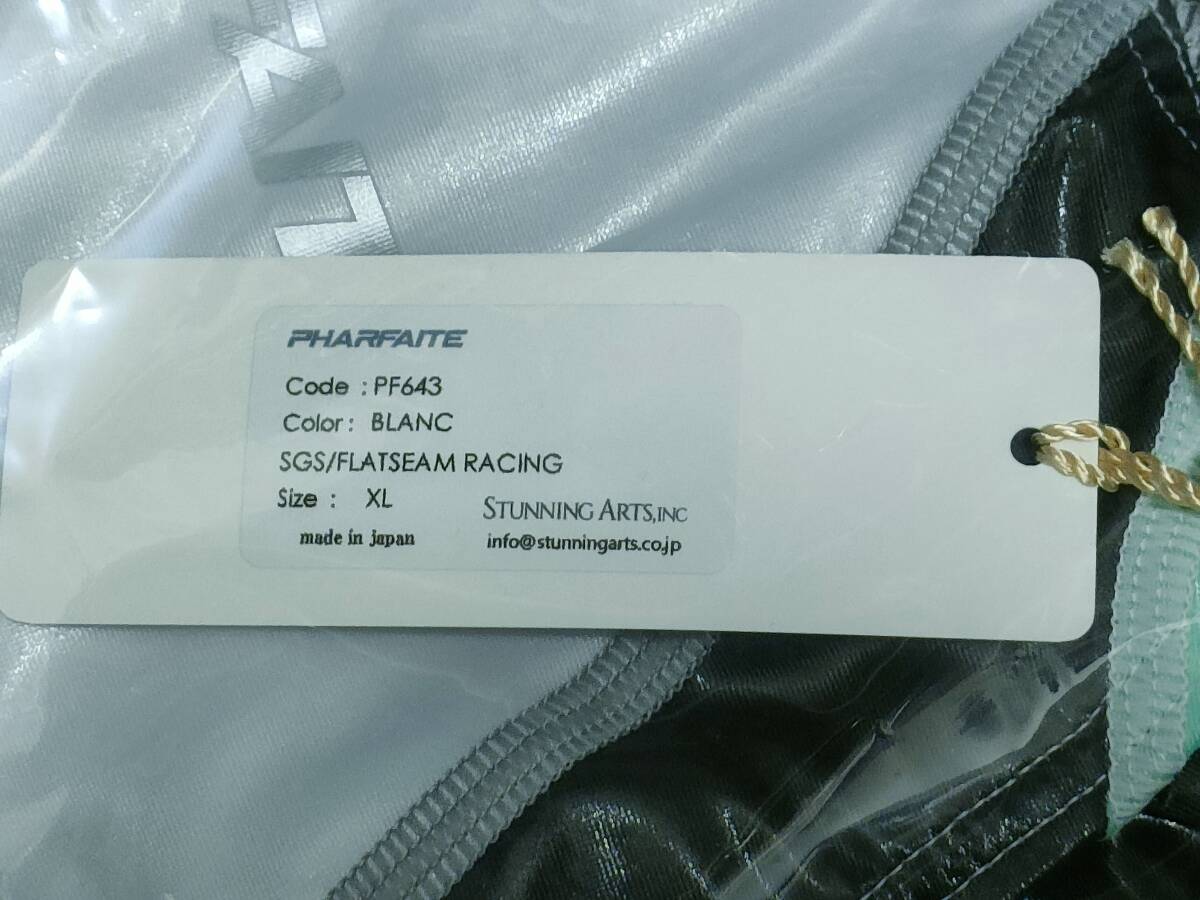 PHARFAITE
Code : PF643
Color : BLANC
SGS/FLATSEAM RACING
Size : XL
STUNNING ARTS,INC
made in japan
info@stunningarts.co.jp